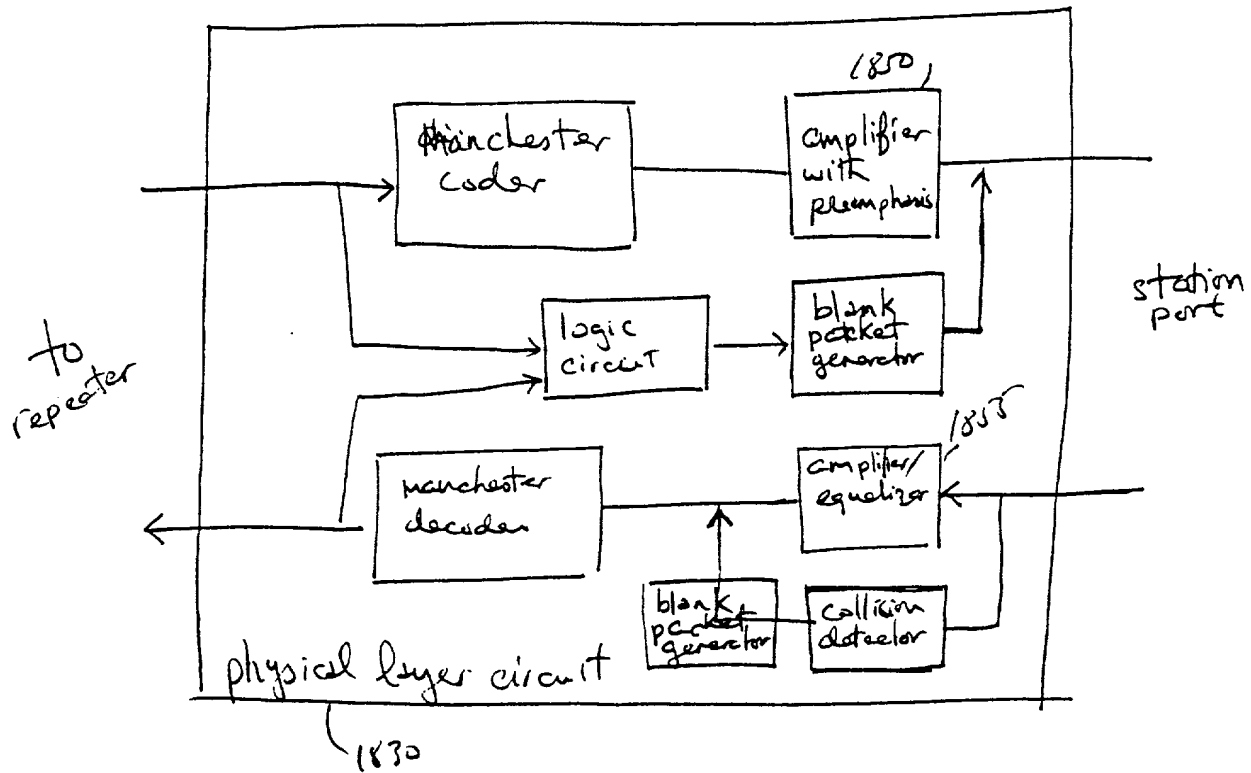 1850
Manchester
coder
amplifier
with
preemphasis
to
repeater
logic
circuit
blank
packet
generator
station
port
1855
manchester
decoder
amplifier/
equalizer
blank
packet
generator
collision
detector
physical layer circuit
1830